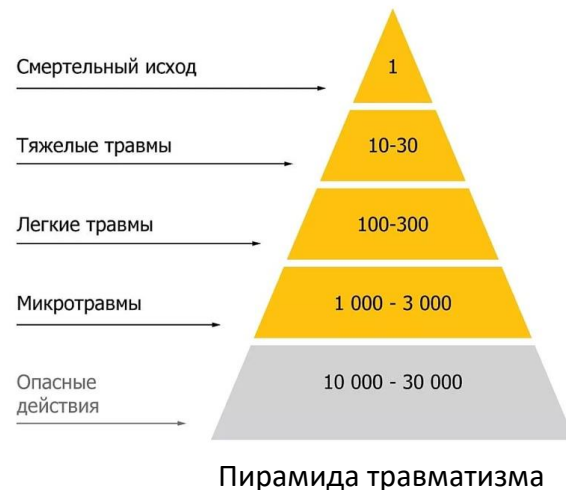 Смертельный исход
1
Тяжелые травмы
10-30
Легкие травмы
100-300
Микротравмы
1 000 - 3 000
Опасные
действия
10 000 - 30 000
Пирамида травматизма